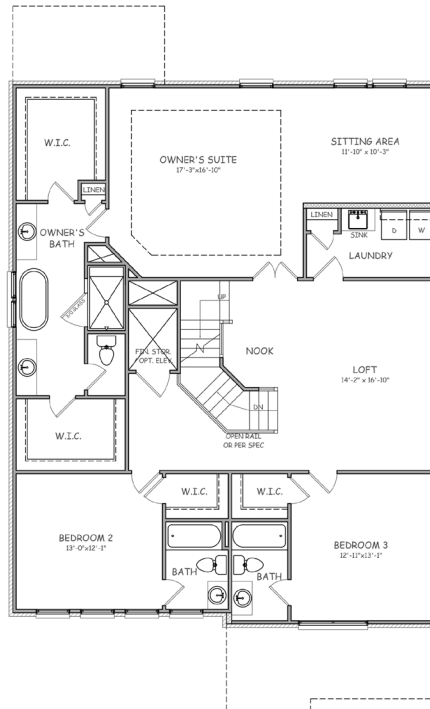 W.I.C.
OWNER'S SUITE
17'-3"x16'-10"
SITTING AREA
11'-10" x 10'-3"
LINEN
OWNER'S
BATH
LINEN
SINK
D
W
LAUNDRY
UP
FIN. STOR.
OPT. ELEV.
NOOK
LOFT
14'-2" x 16'-10"
DN
OPEN RAIL
OR PER SPEC
W.I.C.
W.I.C.
W.I.C.
BEDROOM 2
13'-0"x12'-1"
BATH
BATH
BEDROOM 3
12'-11"x13'-1"